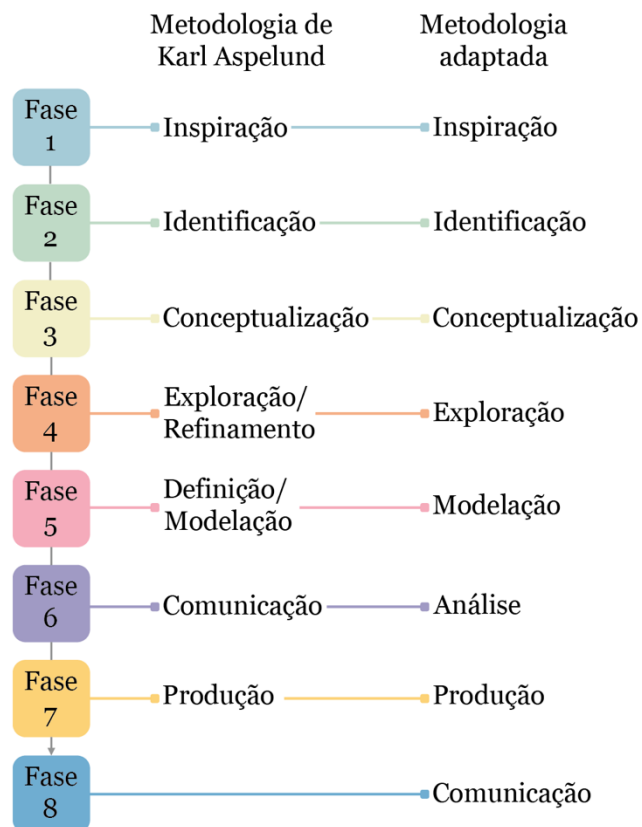 Metodologia de
Karl Aspelund
Metodologia
adaptada
Fase
1
Inspiração
Inspiração
Fase
2
Identificação
Identificação
Fase
3
Conceptualização
Conceptualização
Fase
4
Exploração/
Refinamento
Exploração
Fase
5
Definição/
Modelação
Modelação
Fase
6
Comunicação
Análise
Fase
7
Produção
Produção
Fase
8
Comunicação